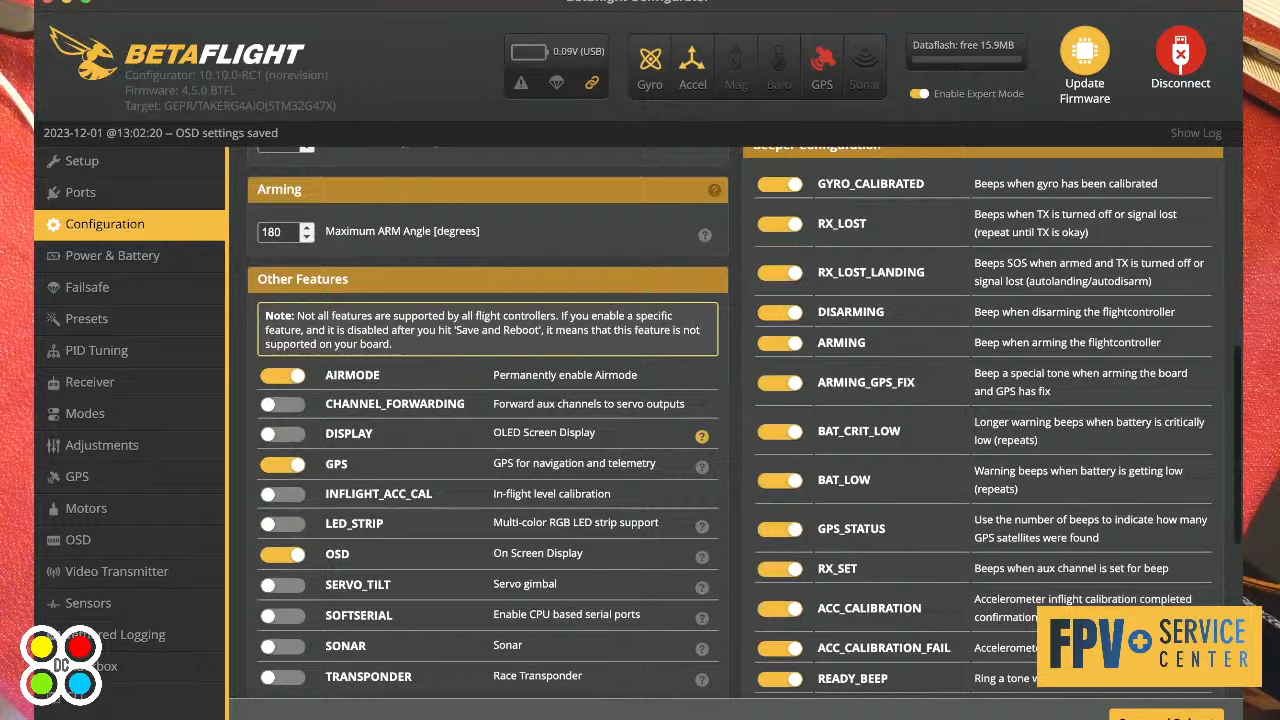 Betaflight Configurator
BETAFLIGHT
Configurator: 10.10.0-RC1 (norevision)
Firmware: 4.5.0 BTFL
Target: GEPR/TAKERG4AIO(STM32G47X)
0.09V (USB)
Gyro
Accel
Mag
Baro
GPS
Sonar
Dataflash: free 15.9MB
Enable Expert Mode
Update
Firmware
Disconnect
2023-12-01 @13:02:20 -- OSD settings saved
Show Log
Setup
Ports
Configuration
Power & Battery
Failsafe
Presets
PID Tuning
Receiver
Modes
Adjustments
GPS
Motors
OSD
Video Transmitter
Sensors
Logging
DC
Arming
180 Maximum ARM Angle [degrees]
Other Features
Note: Not all features are supported by all flight controllers. If you enable a specific
feature, and it is disabled after you hit 'Save and Reboot', it means that this feature is not
supported on your board.
AIRMODE Permanently enable Airmode
CHANNEL_FORWARDING Forward aux channels to servo outputs
DISPLAY OLED Screen Display
GPS GPS for navigation and telemetry
INFLIGHT_ACC_CAL In-flight level calibration
LED_STRIP Multi-color RGB LED strip support
OSD On Screen Display
SERVO_TILT Servo gimbal
SOFTSERIAL Enable CPU based serial ports
SONAR Sonar
TRANSPONDER Race Transponder
Beeper Configuration
GYRO_CALIBRATED Beeps when gyro has been calibrated
RX_LOST Beeps when TX is turned off or signal lost
(repeat until TX is okay)
RX_LOST_LANDING Beeps SOS when armed and TX is turned off or
signal lost (autolanding/autodisarm)
DISARMING Beep when disarming the flightcontroller
ARMING Beep when arming the flightcontroller
ARMING_GPS_FIX Beep a special tone when arming the board
and GPS has fix
BAT_CRIT_LOW Longer warning beeps when battery is critically
low (repeats)
BAT_LOW Warning beeps when battery is getting low
(repeats)
GPS_STATUS Use the number of beeps to indicate how many
GPS satellites were found
RX_SET Beeps when aux channel is set for beep
ACC_CALIBRATION Accelerometer inflight calibration completed
ACC_CALIBRATION_FAIL
READY_BEEP Ring a tone
FPV+ SERVICE
CENTER